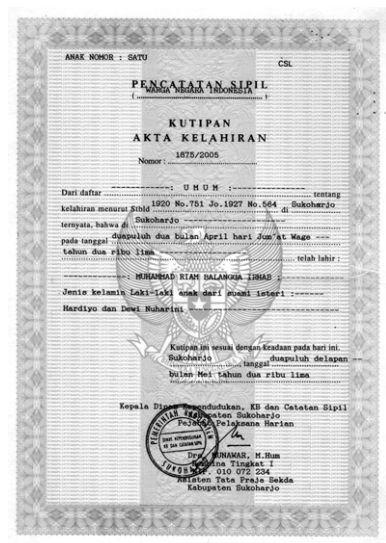 ANAK NOMOR : SATU
CSL
PENCATATAN SIPIL
( WARGA NEGARA INDONESIA )
KUTIPAN
AKTA KELAHIRAN
Nomor : 1875/2005
Dari daftar -----------: U M U M :----------- tentang
kelahiran menurut Stbld 1920 No.751 Jo.1927 No.564 di Sukoharjo
ternyata, bahwa di Sukoharjo ---------------
pada tanggal duapuluh dua bulan April hari Jum'at Wage ---
tahun dua ribu lima --------------- telah lahir :
---------- MUHAMMAD RIAM BALANGGA :----------
Jenis kelamin Laki-laki anak dari suami isteri :------
Hardiyo dan Dewi Nuharini ---------------
Kutipan ini sesuai dengan keadaan pada hari ini.
Sukoharjo , tanggal duapuluh delapan --
bulan Mei tahun dua ribu lima
Kepala Dinas Kependudukan, KB dan Catatan Sipil
Kabupaten Sukoharjo
Pejabat Pelaksana Harian
PEMERINTAH KABUPATEN
SUKOHARJO
Drs. MUNAWAR, M.Hum
Pembina Tingkat I
NIP. 010 072 234
Asisten Tata Praja Sekda
Kabupaten Sukoharjo